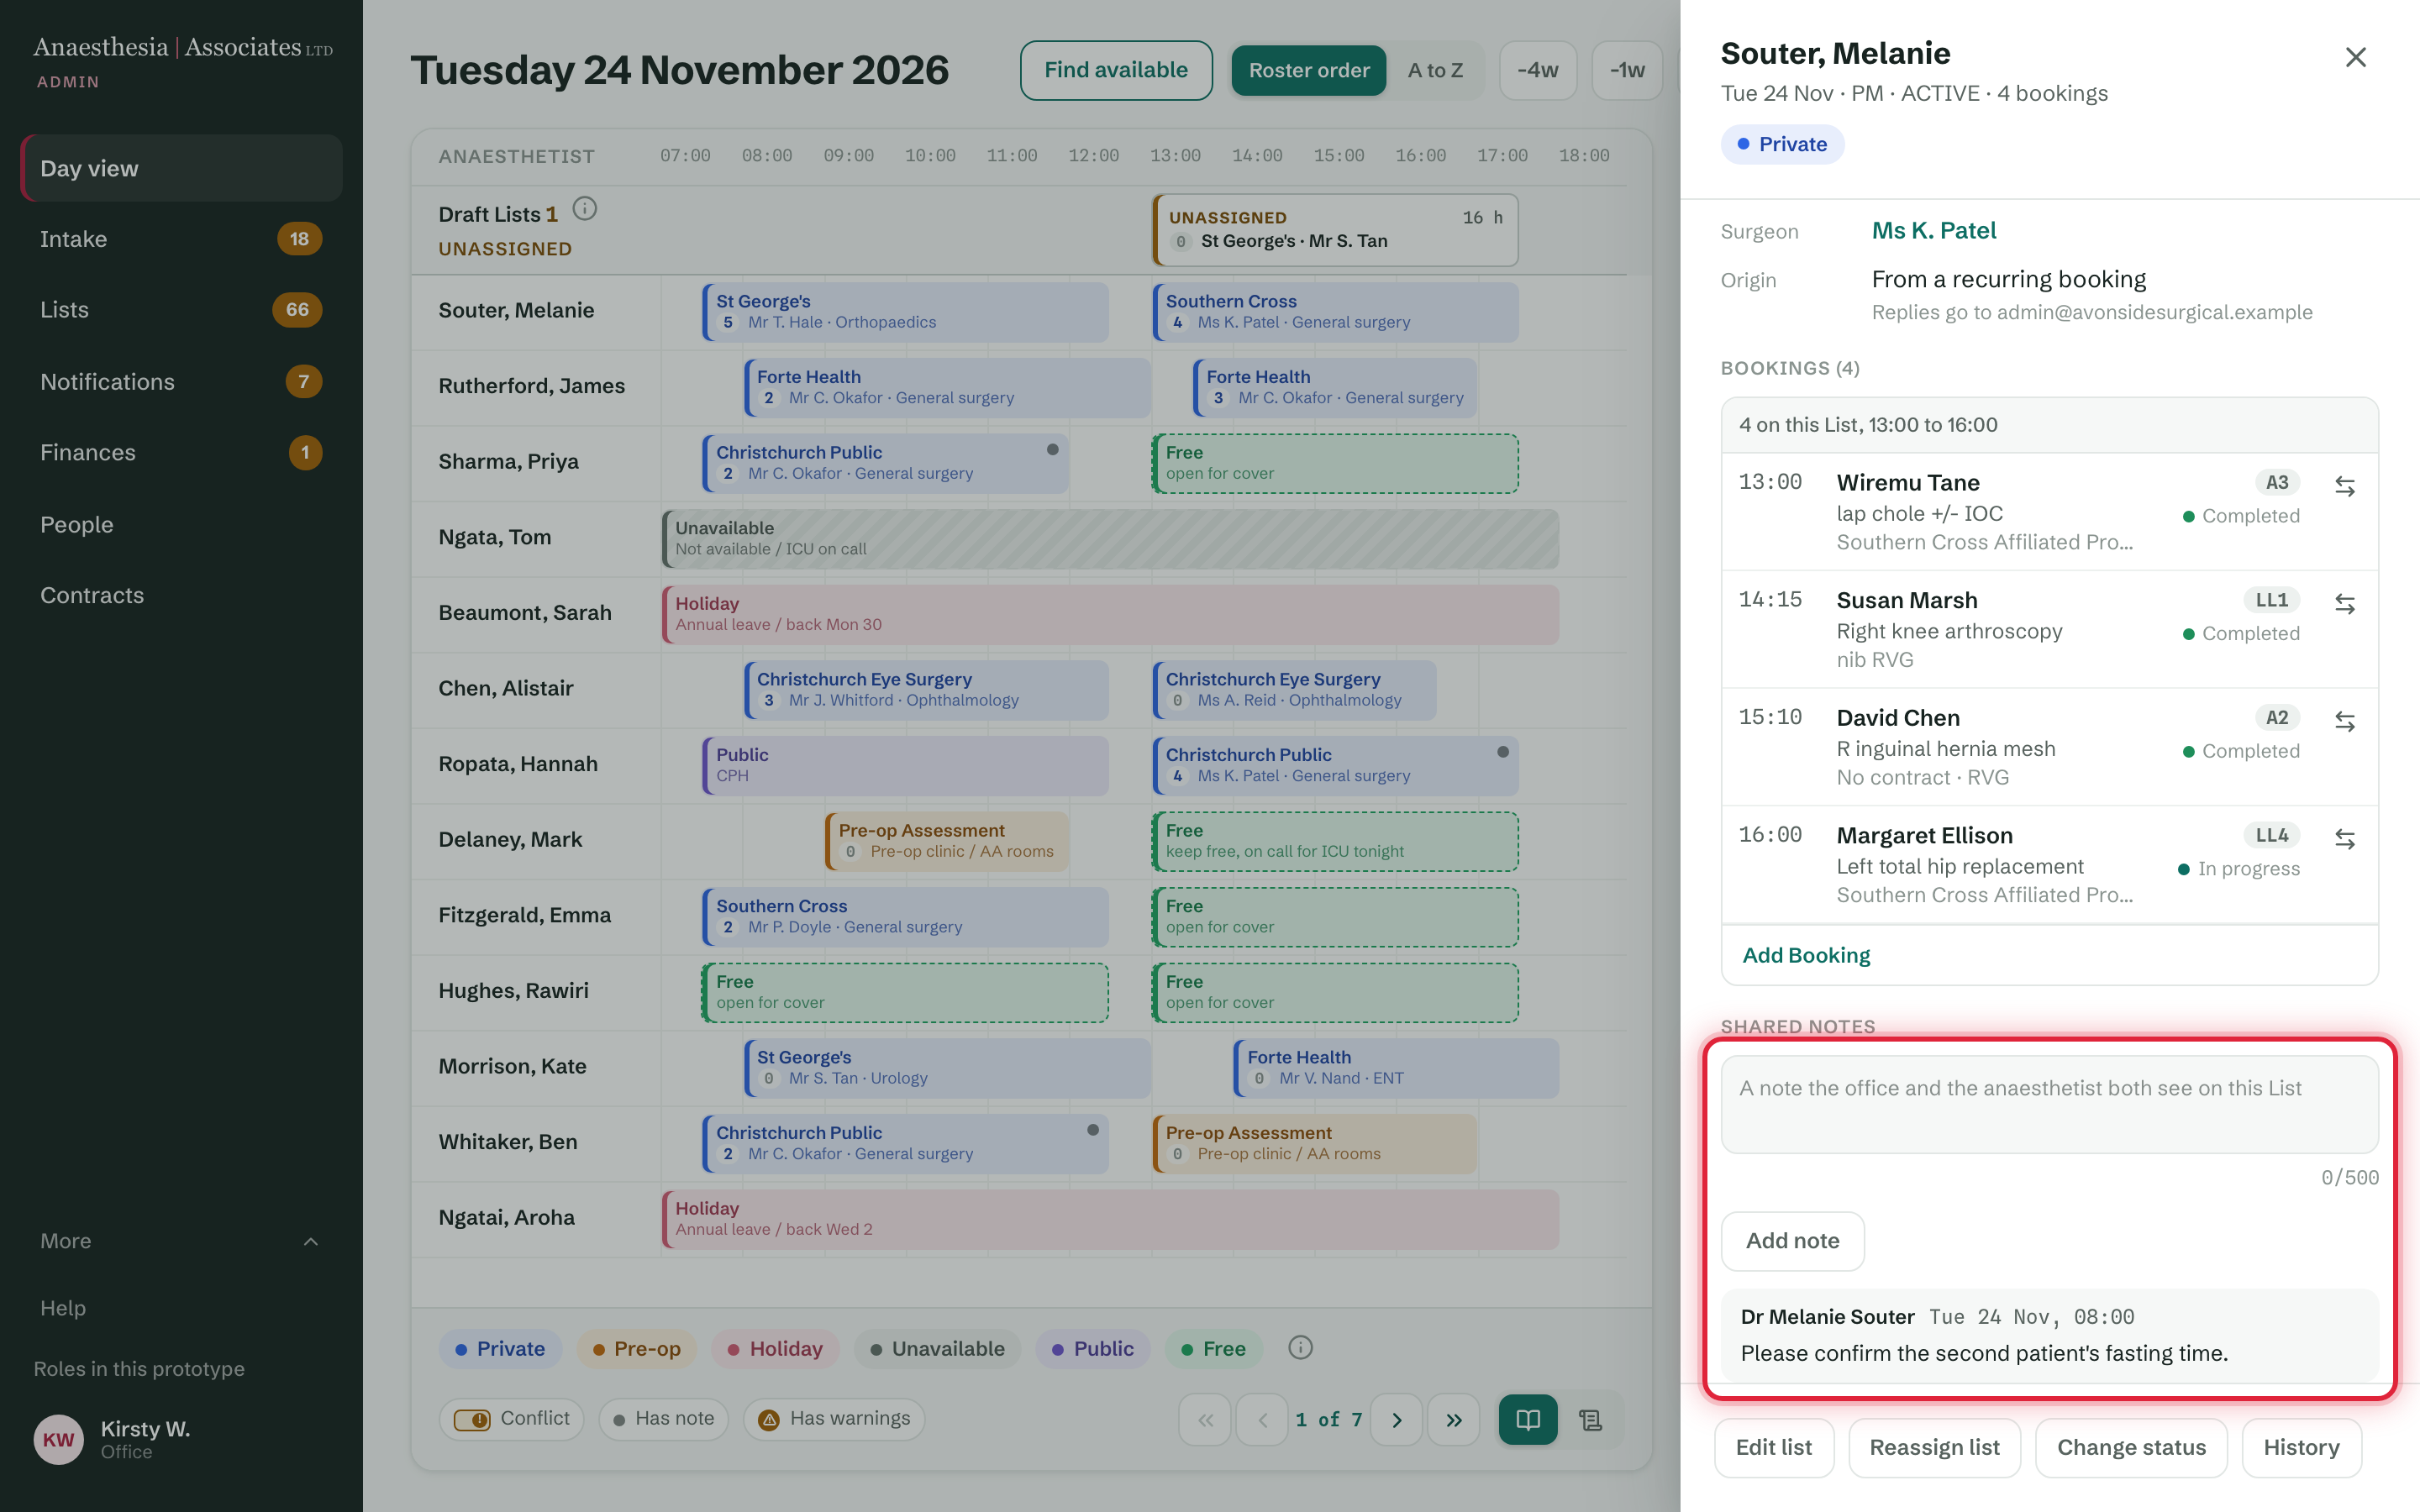 Anaesthesia | Associates LTD
ADMIN
Day view
Intake 18
Lists 66
Notifications 7
Finances 1
People
Contracts
More
Help
Roles in this prototype
KW
Kirsty W.
Office
Tuesday 24 November 2026
Find available
Roster order
A to Z
-4w
-1w
ANAESTHETIST 07:00 08:00 09:00 10:00 11:00 12:00 13:00 14:00 15:00 16:00 17:00 18:00
Draft Lists 1
UNASSIGNED
UNASSIGNED 16 h
0 St George's · Mr S. Tan
Souter, Melanie
St George's
5 Mr T. Hale · Orthopaedics
Southern Cross
4 Ms K. Patel · General surgery
Rutherford, James
Forte Health
2 Mr C. Okafor · General surgery
Forte Health
3 Mr C. Okafor · General surgery
Sharma, Priya
Christchurch Public
2 Mr C. Okafor · General surgery
Free
open for cover
Ngata, Tom
Unavailable
Not available / ICU on call
Beaumont, Sarah
Holiday
Annual leave / back Mon 30
Chen, Alistair
Christchurch Eye Surgery
3 Mr J. Whitford · Ophthalmology
Christchurch Eye Surgery
0 Ms A. Reid · Ophthalmology
Ropata, Hannah
Public
CPH
Christchurch Public
4 Ms K. Patel · General surgery
Delaney, Mark
Pre-op Assessment
0 Pre-op clinic / AA rooms
Free
keep free, on call for ICU tonight
Fitzgerald, Emma
Southern Cross
2 Mr P. Doyle · General surgery
Free
open for cover
Hughes, Rawiri
Free
open for cover
Free
open for cover
Morrison, Kate
St George's
0 Mr S. Tan · Urology
Forte Health
0 Mr V. Nand · ENT
Whitaker, Ben
Christchurch Public
2 Mr C. Okafor · General surgery
Pre-op Assessment
0 Pre-op clinic / AA rooms
Ngatai, Aroha
Holiday
Annual leave / back Wed 2
Private
Pre-op
Holiday
Unavailable
Public
Free
Conflict
Has note
Has warnings
1 of 7
Souter, Melanie
Tue 24 Nov · PM · ACTIVE · 4 bookings
Private
Surgeon Ms K. Patel
Origin From a recurring booking
Replies go to admin@avonsidesurgical.example
BOOKINGS (4)
4 on this List, 13:00 to 16:00
13:00 Wiremu Tane A3
lap chole +/- IOC Completed
Southern Cross Affiliated Pro...
14:15 Susan Marsh LL1
Right knee arthroscopy Completed
nib RVG
15:10 David Chen A2
R inguinal hernia mesh Completed
No contract · RVG
16:00 Margaret Ellison LL4
Left total hip replacement In progress
Southern Cross Affiliated Pro...
Add Booking
SHARED NOTES
A note the office and the anaesthetist both see on this List
0/500
Add note
Dr Melanie Souter Tue 24 Nov, 08:00
Please confirm the second patient's fasting time.
Edit list
Reassign list
Change status
History